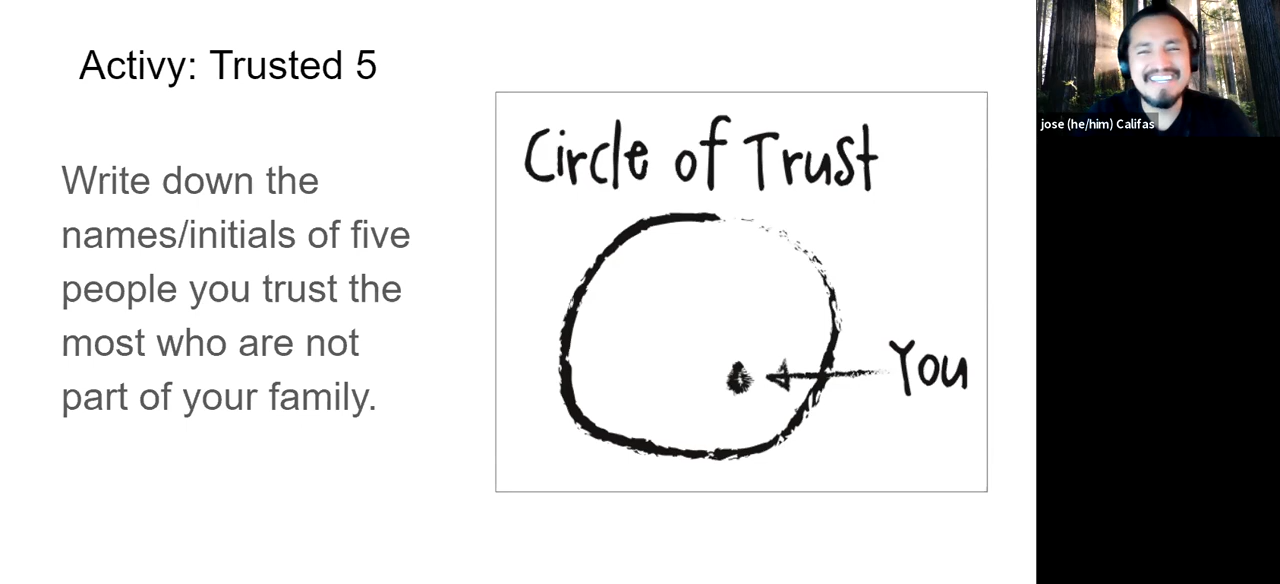 Activy: Trusted 5
Write down the
names/initials of five
people you trust the
most who are not
part of your family.
Circle of Trust
You
jose (he/him) Califas